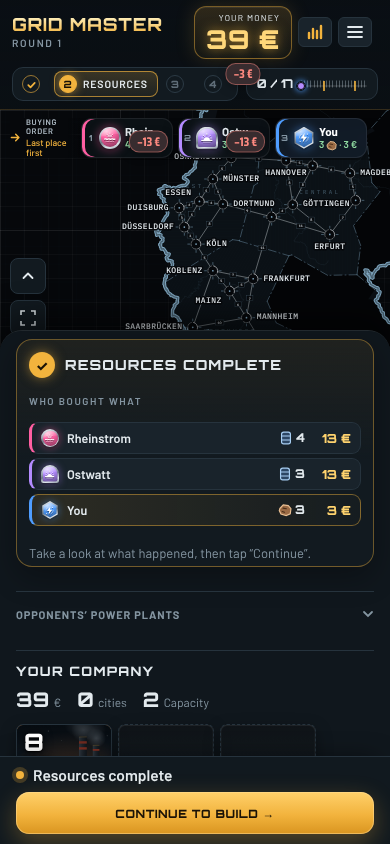 GRID MASTER
ROUND 1
YOUR MONEY
39 €
2 RESOURCES 3 4
-3 €
0/17
BUYING ORDER
Last place first
1
-13 €
2
-13 €
3 You
3 · 3 €
MÜNSTER
HANNOVER
CENTRAL
ESSEN
DUISBURG
DORTMUND
GÖTTINGEN
DÜSSELDORF
KÖLN
ERFURT
KOBLENZ
FRANKFURT
MAINZ
MANNHEIM
SAARBRÜCKEN
RESOURCES COMPLETE
WHO BOUGHT WHAT
Rheinstrom 4 13 €
Ostwatt 3 13 €
You 3 3 €
Take a look at what happened, then tap “Continue”.
OPPONENTS’ POWER PLANTS
YOUR COMPANY
39 € 0 cities 2 Capacity
8
Resources complete
CONTINUE TO BUILD →